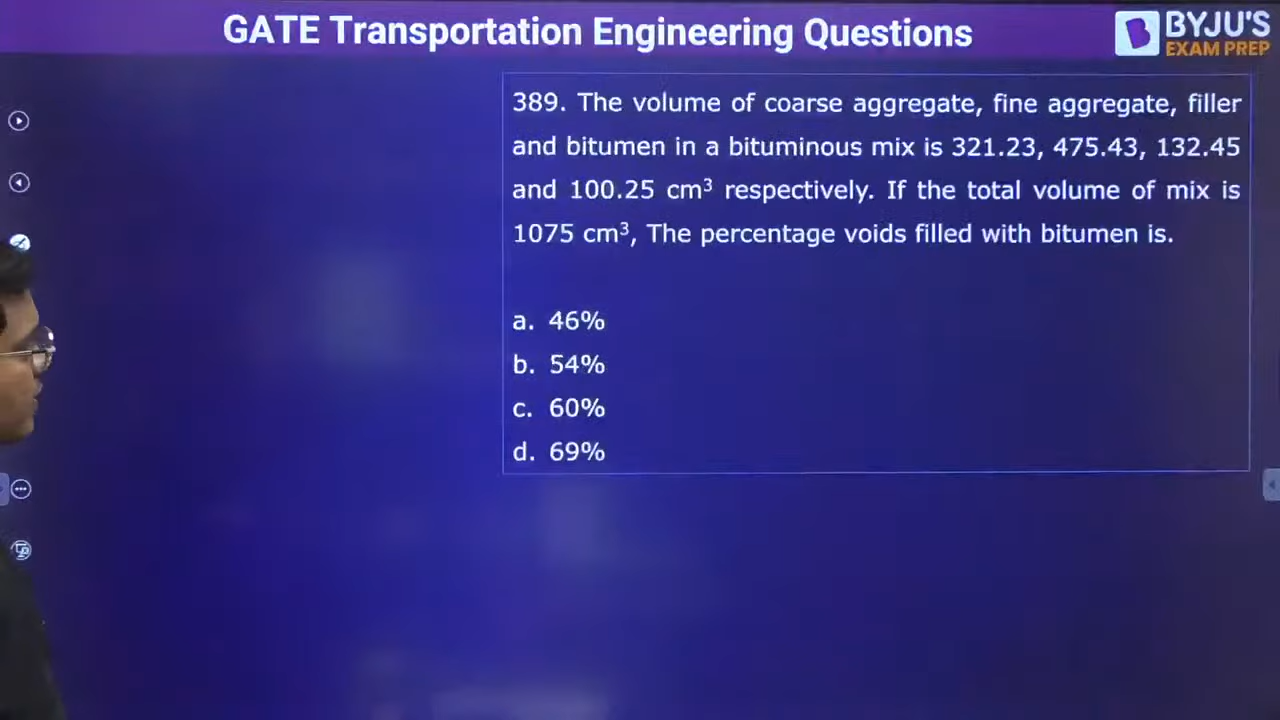 GATE Transportation Engineering Questions
BYJU'S
EXAM PREP
389. The volume of coarse aggregate, fine aggregate, filler
and bitumen in a bituminous mix is 321.23, 475.43, 132.45
and 100.25 cm³ respectively. If the total volume of mix is
1075 cm³, The percentage voids filled with bitumen is.
a. 46%
b. 54%
c. 60%
d. 69%